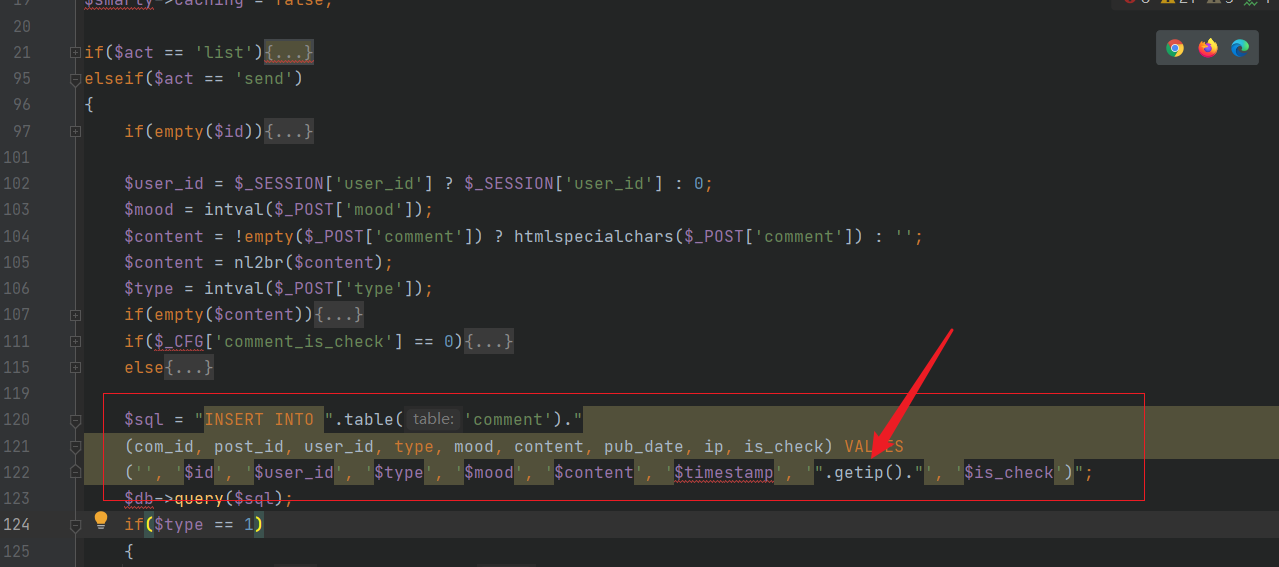 19 $smarty->caching = false;
20
21 if($act == 'list'){...}
95 elseif($act == 'send')
96 {
97 if(empty($id)){...}
101
102 $user_id = $_SESSION['user_id'] ? $_SESSION['user_id'] : 0;
103 $mood = intval($_POST['mood']);
104 $content = !empty($_POST['comment']) ? htmlspecialchars($_POST['comment']) : '';
105 $content = nl2br($content);
106 $type = intval($_POST['type']);
107 if(empty($content)){...}
111 if($_CFG['comment_is_check'] == 0){...}
115 else{...}
119
120 $sql = "INSERT INTO ".table( table: 'comment')."
121 (com_id, post_id, user_id, type, mood, content, pub_date, ip, is_check) VALUES
122 ('', '$id', '$user_id', '$type', '$mood', '$content', '$timestamp', '".getip()."', '$is_check')";
123 $db->query($sql);
124 if($type == 1)
125 {